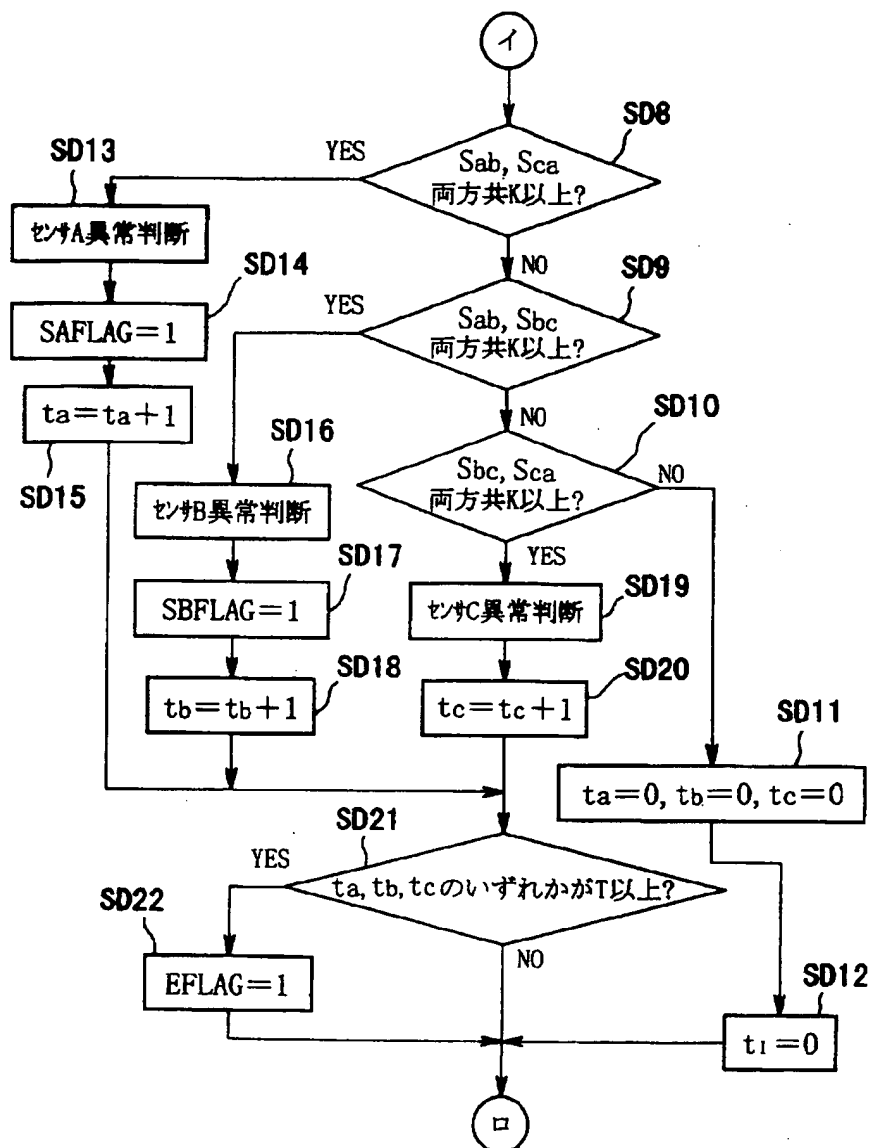 イ
SD8
YES
Sab, Sca
両方共K以上?
SD13
センサA異常判断
NO
SD9
SD14
YES
Sab, Sbc
両方共K以上?
SAFLAG=1
NO
SD10
ta=ta+1
SD15
SD16
Sbc, Sca
両方共K以上?
NO
センサB異常判断
YES
SD17
SD19
SBFLAG=1
センサC異常判断
SD18
SD20
tb=tb+1
tc=tc+1
SD11
ta=0, tb=0, tc=0
SD21
YES
ta, tb, tcのいずれかがT以上?
SD22
NO
EFLAG=1
SD12
t1=0
ロ